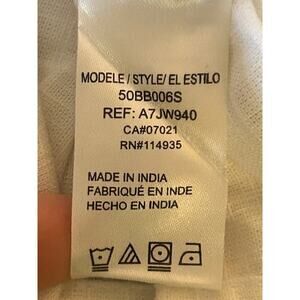 MODELE / STYLE/ EL ESTILO
50BB006S
REF: A7JW940
CA#07021
RN#114935
MADE IN INDIA
FABRIQUÉ EN INDE
HECHO EN INDIA